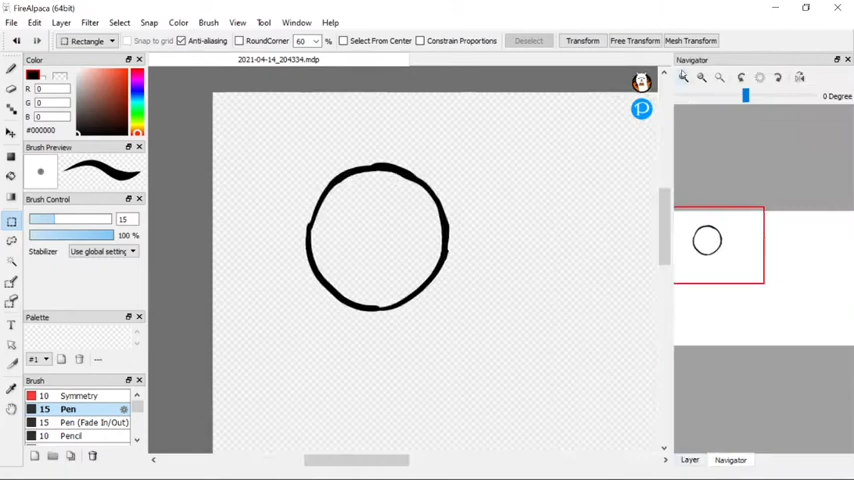 FireAlpaca (64bit)
File Edit Layer Filter Select Snap Color Brush View Tool Window Help
Rectangle Snap to grid Anti-aliasing RoundCorner 60 % Select From Center Constrain Proportions Deselect Transform Free Transform Mesh Transform
Color
2021-04-14_204334.mdp
Navigator
R 0
G 0
B 0
#000000
0 Degree
Brush Preview
Brush Control
15
100 %
Stabilizer Use global setting
Palette
#1
Brush
10 Symmetry
15 Pen
15 Pen (Fade In/Out)
10 Pencil
Layer Navigator